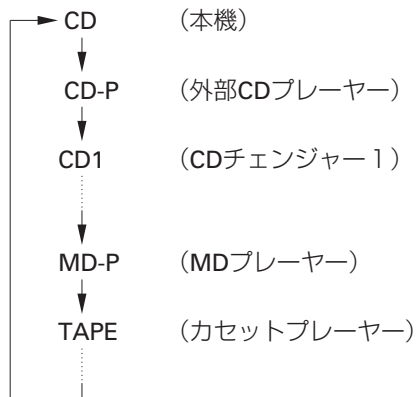 CD （本機）
CD-P （外部CDプレーヤー）
CD1 （CDチェンジャー１）
MD-P （MDプレーヤー）
TAPE （カセットプレーヤー）